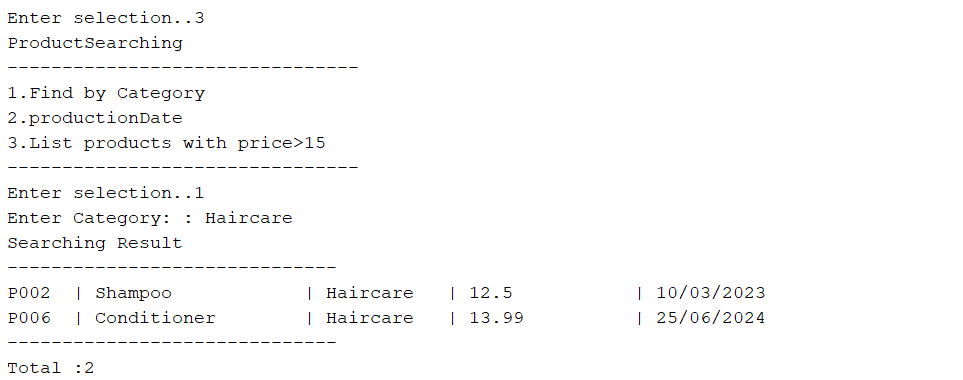 Enter selection..3
ProductSearching
--------------------------------
1.Find by Category
2.productionDate
3.List products with price>15
--------------------------------
Enter selection..1
Enter Category: : Haircare
Searching Result
------------------------------
P002  | Shampoo            | Haircare   | 12.5           | 10/03/2023
P006  | Conditioner        | Haircare   | 13.99          | 25/06/2024
------------------------------
Total :2